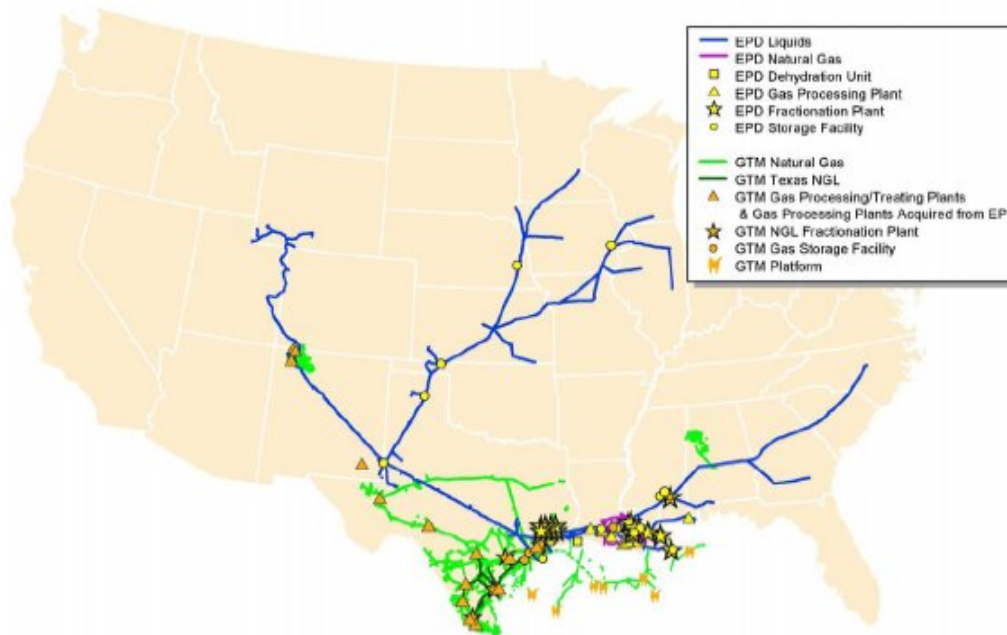 EPD Liquids
EPD Natural Gas
EPD Dehydration Unit
EPD Gas Processing Plant
EPD Fractionation Plant
EPD Storage Facility
GTM Natural Gas
GTM Texas NGL
GTM Gas Processing/Treating Plants
& Gas Processing Plants Acquired from EP
GTM NGL Fractionation Plant
GTM Gas Storage Facility
GTM Platform